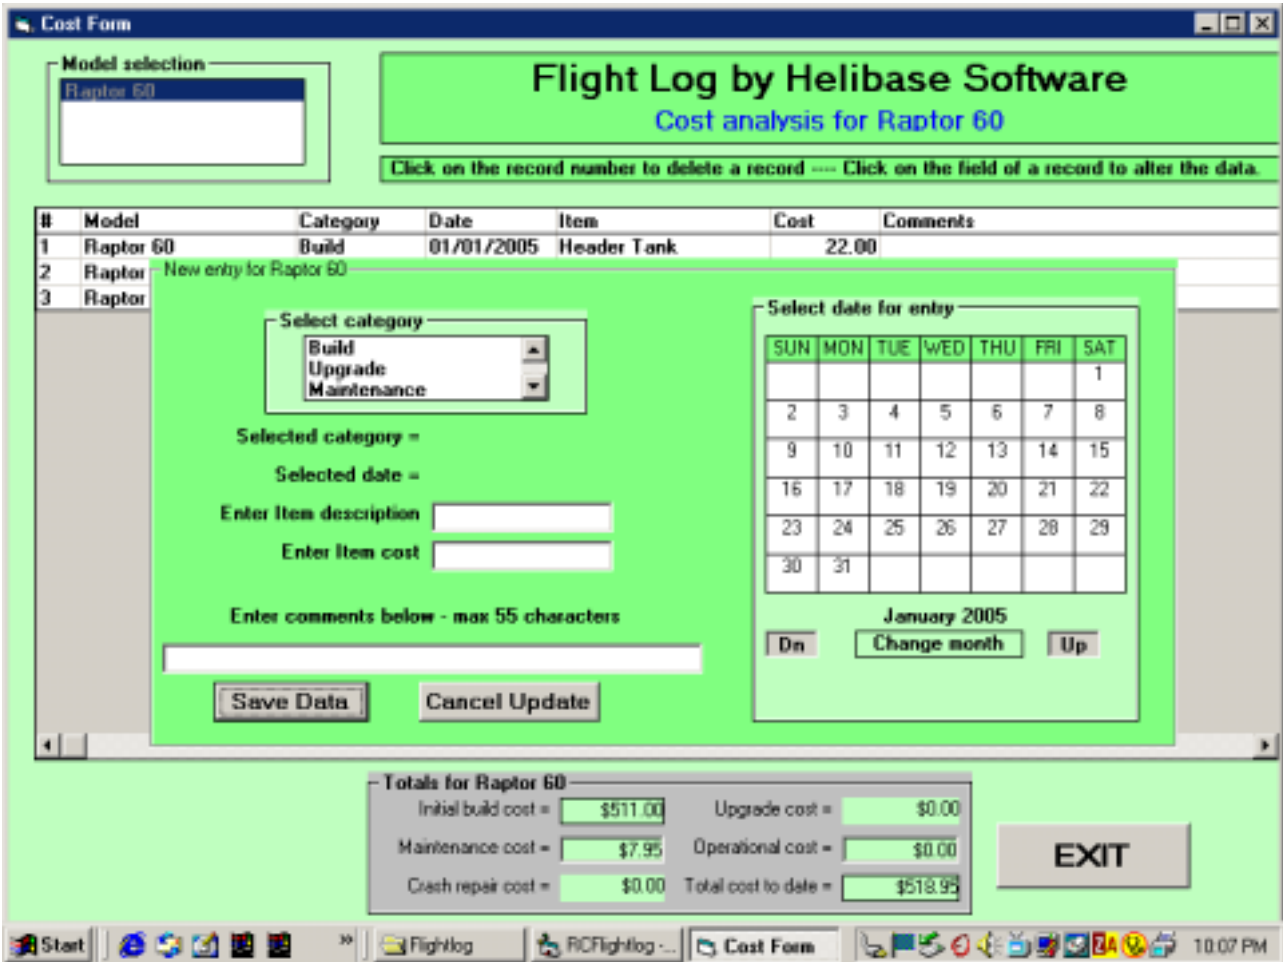 Cost Form
Model selection
Raptor 60
Flight Log by Helibase Software
Cost analysis for Raptor 60
Click on the record number to delete a record ---- Click on the field of a record to alter the data.
# Model Category Date Item Cost Comments
1 Raptor 60 Build 01/01/2005 Header Tank 22.00
2 Raptor
3 Raptor
New entry for Raptor 60
Select category
Build
Upgrade
Maintenance
Selected category =
Selected date =
Enter Item description
Enter Item cost
Enter comments below - max 55 characters
Save Data Cancel Update
Select date for entry
SUN MON TUE WED THU FRI SAT
1
2 3 4 5 6 7 8
9 10 11 12 13 14 15
16 17 18 19 20 21 22
23 24 25 26 27 28 29
30 31
January 2005
Dn Change month Up
Totals for Raptor 60
Initial build cost = $511.00 Upgrade cost = $0.00
Maintenance cost = $7.95 Operational cost = $0.00
Crash repair cost = $0.00 Total cost to date = $518.95
EXIT
Start » Flightlog RCFlightlog -... Cost Form ZA 10:07 PM